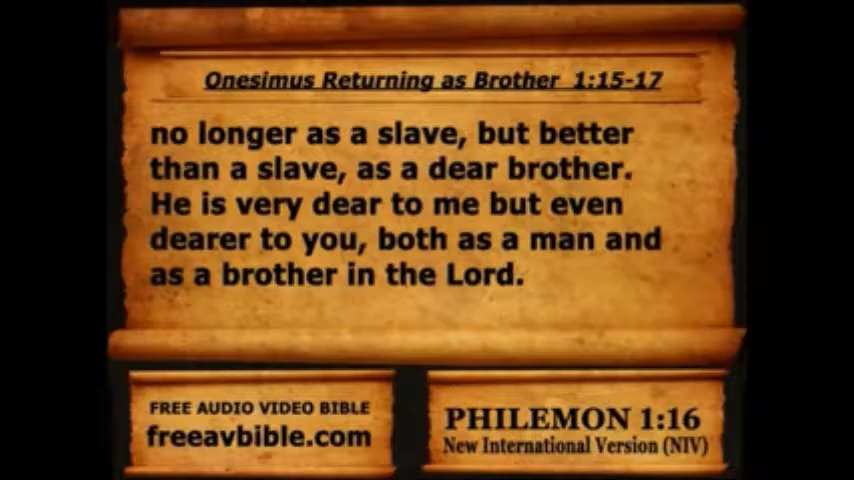 Onesimus Returning as Brother 1:15-17
no longer as a slave, but better
than a slave, as a dear brother.
He is very dear to me but even
dearer to you, both as a man and
as a brother in the Lord.
FREE AUDIO VIDEO BIBLE
freeavbible.com
PHILEMON 1:16
New International Version (NIV)